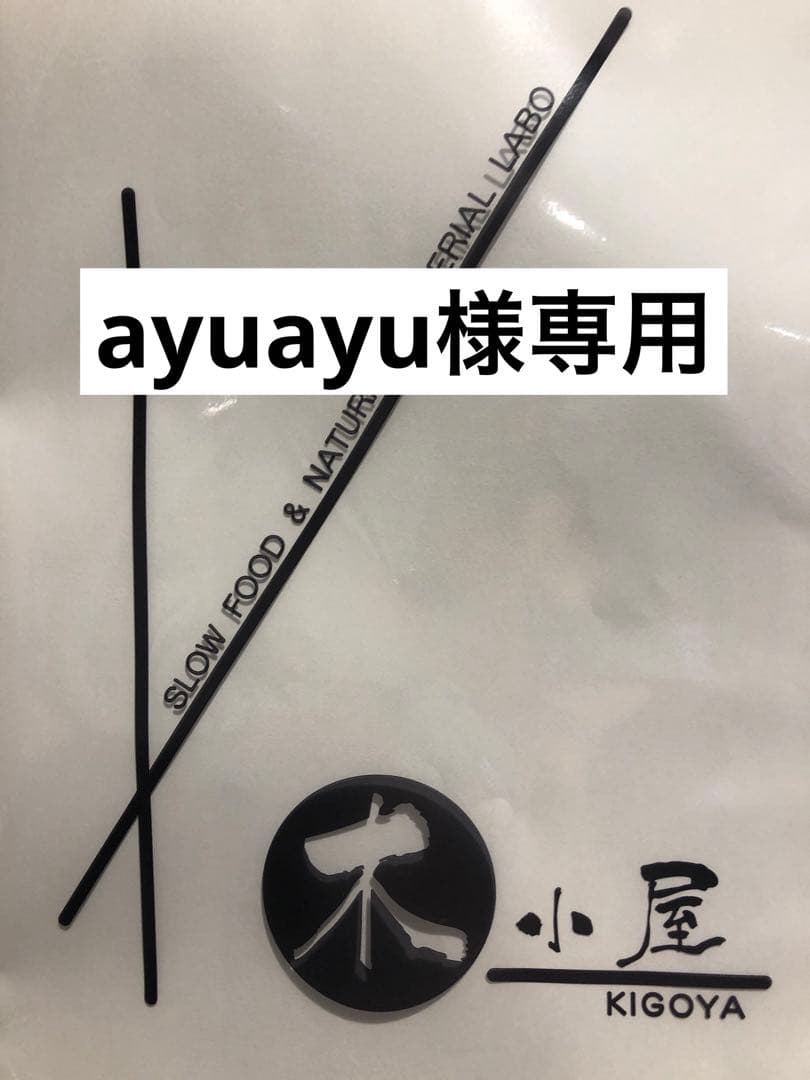 SLOW FOOD & NATUR ERIAL LABO
ayuayu様専用
木小屋
KIGOYA